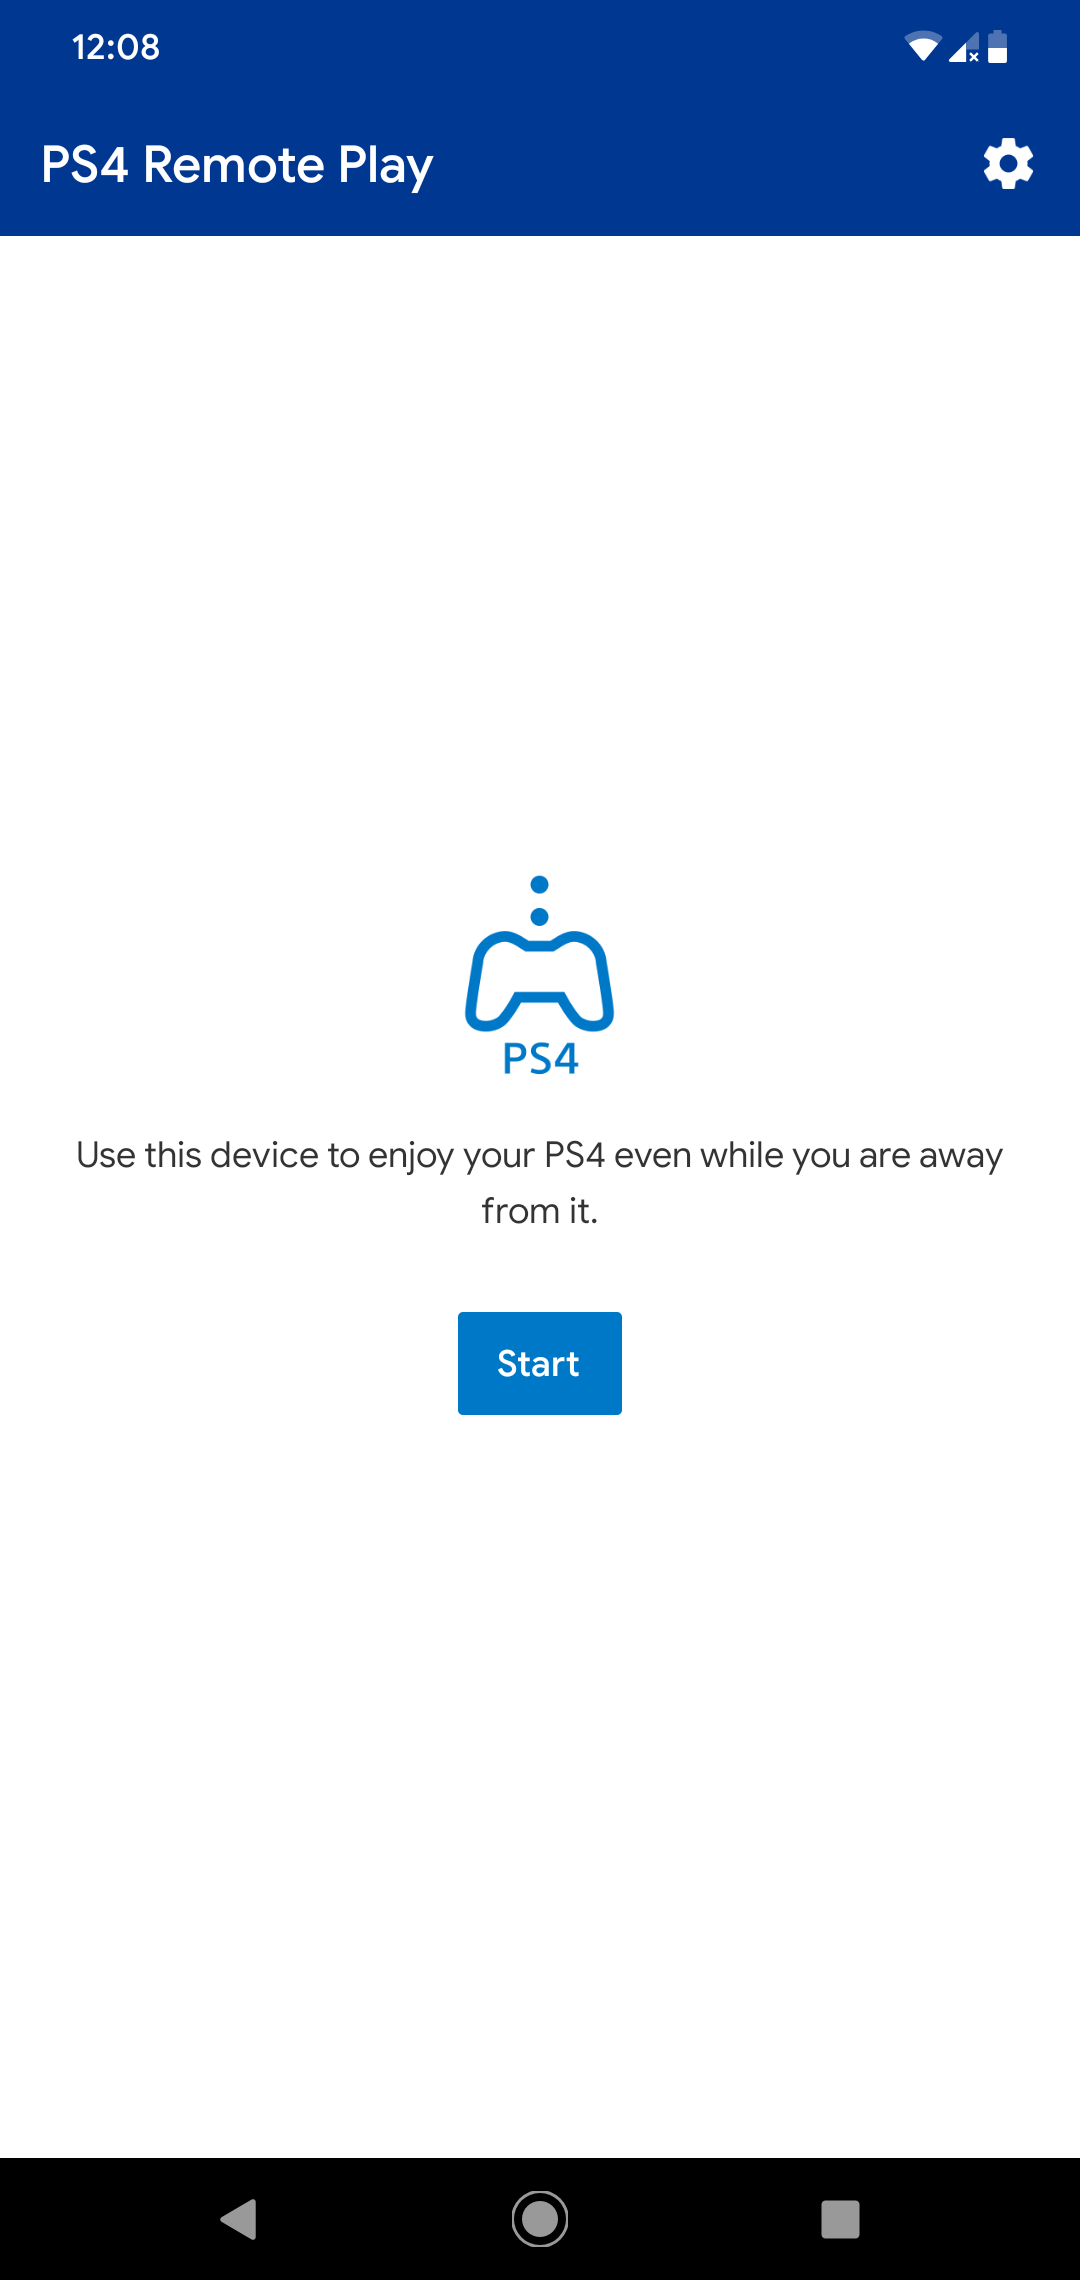 12:08
PS4 Remote Play
PS4
Use this device to enjoy your PS4 even while you are away
from it.
Start